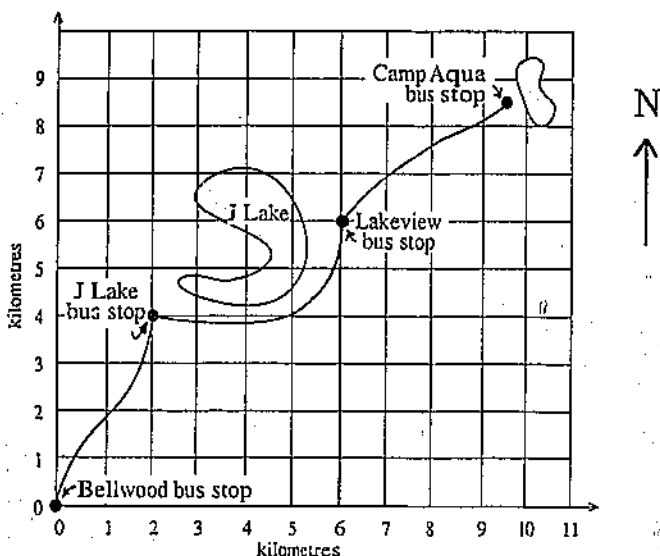 9
8
7
6
5
4
3
2
1
0
kilometres
Camp Aqua
bus stop
N
J Lake
Lakeview
bus stop
J Lake
bus stop
Bellwood bus stop
0 2 3 4 5 6 7 8 9 10 11
kilometres